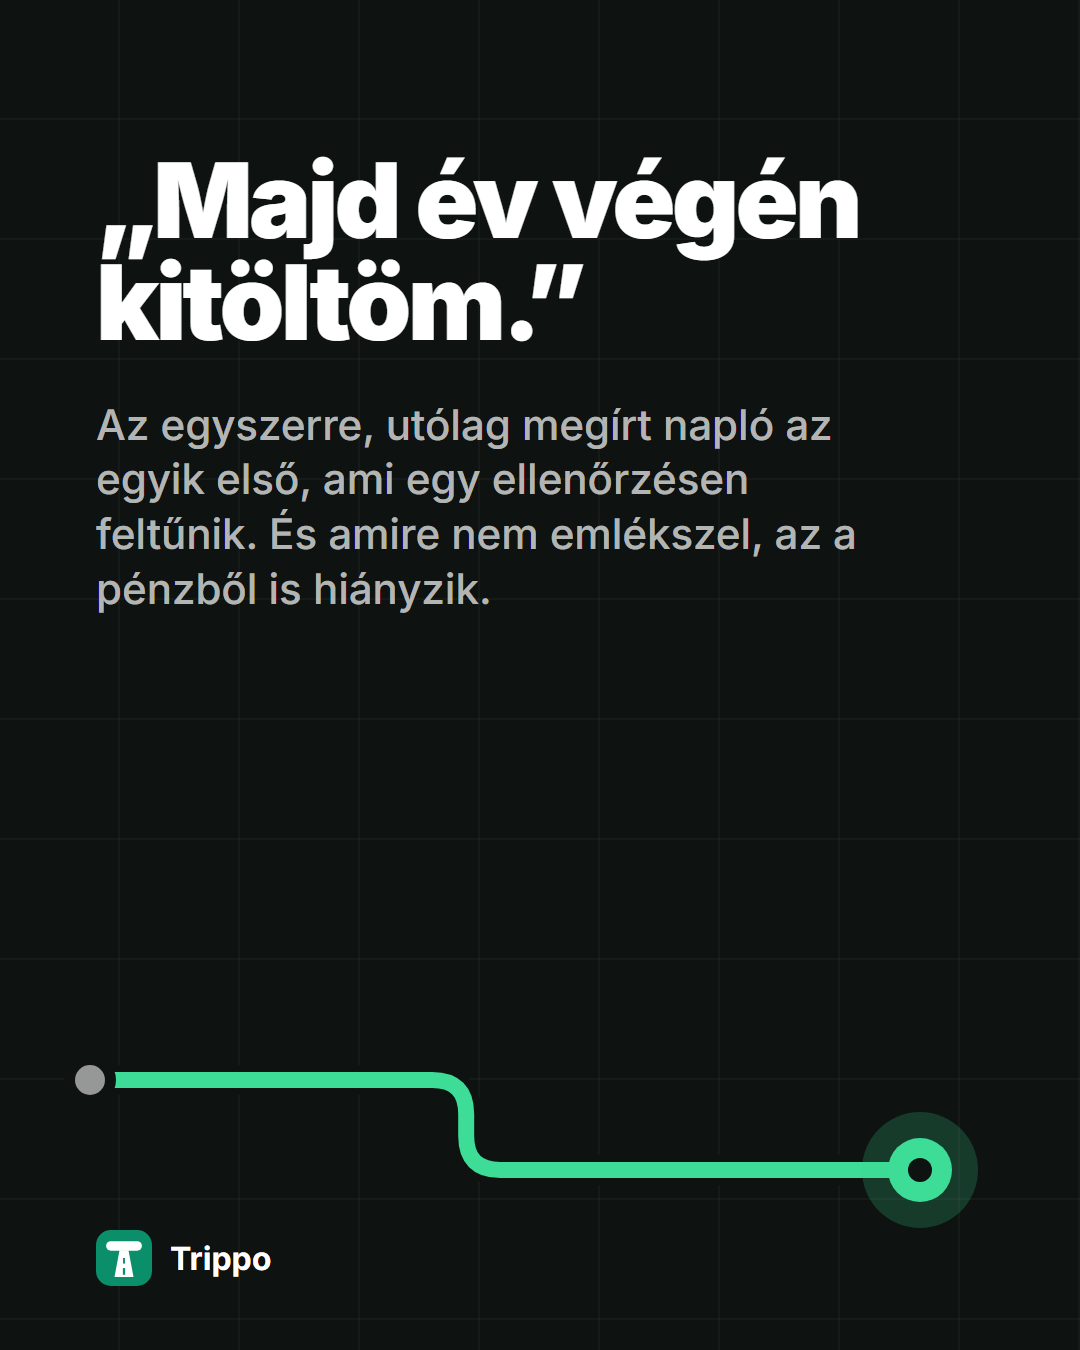 „Majd év végén
kitöltöm.”
Az egyszerre, utólag megírt napló az
egyik első, ami egy ellenőrzésen
feltűnik. És amire nem emlékszel, az a
pénzből is hiányzik.
Trippo